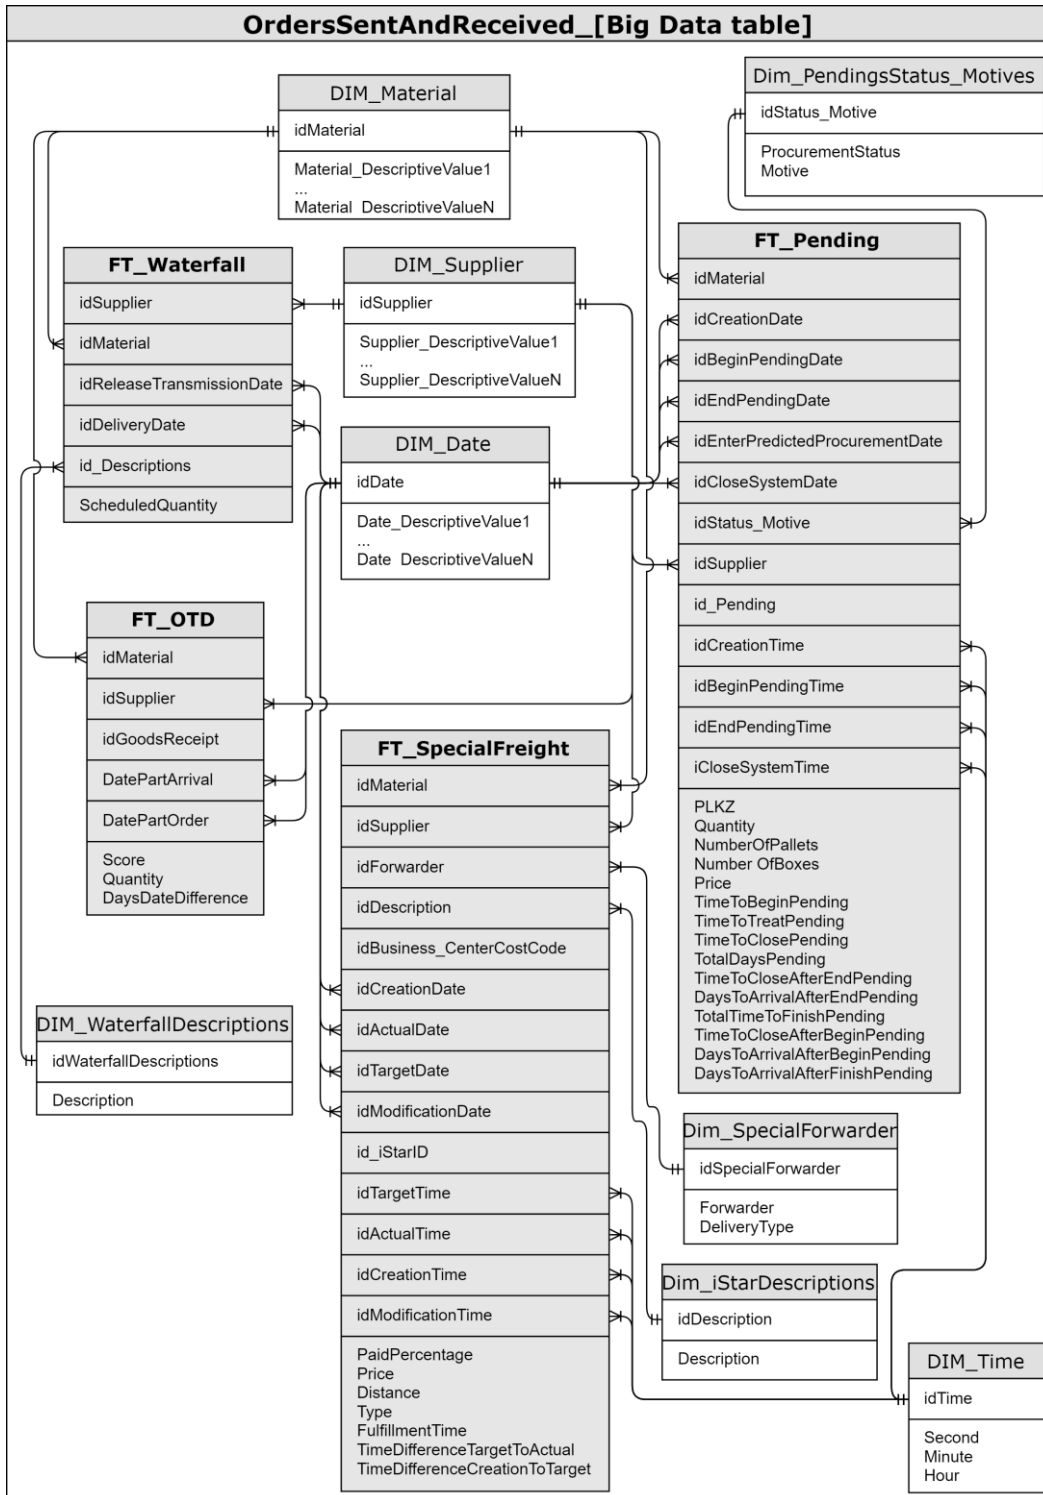 OrdersSentAndReceived_[Big Data table]
DIM_Material
idMaterial
Material_DescriptiveValue1
...
Material_DescriptiveValueN
Dim_PendingsStatus_Motives
idStatus_Motive
ProcurementStatus
Motive
FT_Waterfall
idSupplier
idMaterial
idReleaseTransmissionDate
idDeliveryDate
id_Descriptions
ScheduledQuantity
DIM_Supplier
idSupplier
Supplier_DescriptiveValue1
...
Supplier_DescriptiveValueN
DIM_Date
idDate
Date_DescriptiveValue1
...
Date_DescriptiveValueN
FT_Pending
idMaterial
idCreationDate
idBeginPendingDate
idEndPendingDate
idEnterPredictedProcurementDate
idCloseSystemDate
idStatus_Motive
idSupplier
id_Pending
idCreationTime
idBeginPendingTime
idEndPendingTime
iCloseSystemTime
PLKZ
Quantity
NumberOfPallets
Number OfBoxes
Price
TimeToBeginPending
TimeToTreatPending
TimeToClosePending
TotalDaysPending
TimeToCloseAfterEndPending
DaysToArrivalAfterEndPending
TotalTimeToFinishPending
TimeToCloseAfterBeginPending
DaysToArrivalAfterBeginPending
DaysToArrivalAfterFinishPending
FT_OTD
idMaterial
idSupplier
idGoodsReceipt
DatePartArrival
DatePartOrder
Score
Quantity
DaysDateDifference
FT_SpecialFreight
idMaterial
idSupplier
idForwarder
idDescription
idBusiness_CenterCostCode
idCreationDate
idActualDate
idTargetDate
idModificationDate
id_iStarID
idTargetTime
idActualTime
idCreationTime
idModificationTime
PaidPercentage
Price
Distance
Type
FulfillmentTime
TimeDifferenceTargetToActual
TimeDifferenceCreationToTarget
DIM_WaterfallDescriptions
idWaterfallDescriptions
Description
Dim_SpecialForwarder
idSpecialForwarder
Forwarder
DeliveryType
Dim_iStarDescriptions
idDescription
Description
DIM_Time
idTime
Second
Minute
Hour